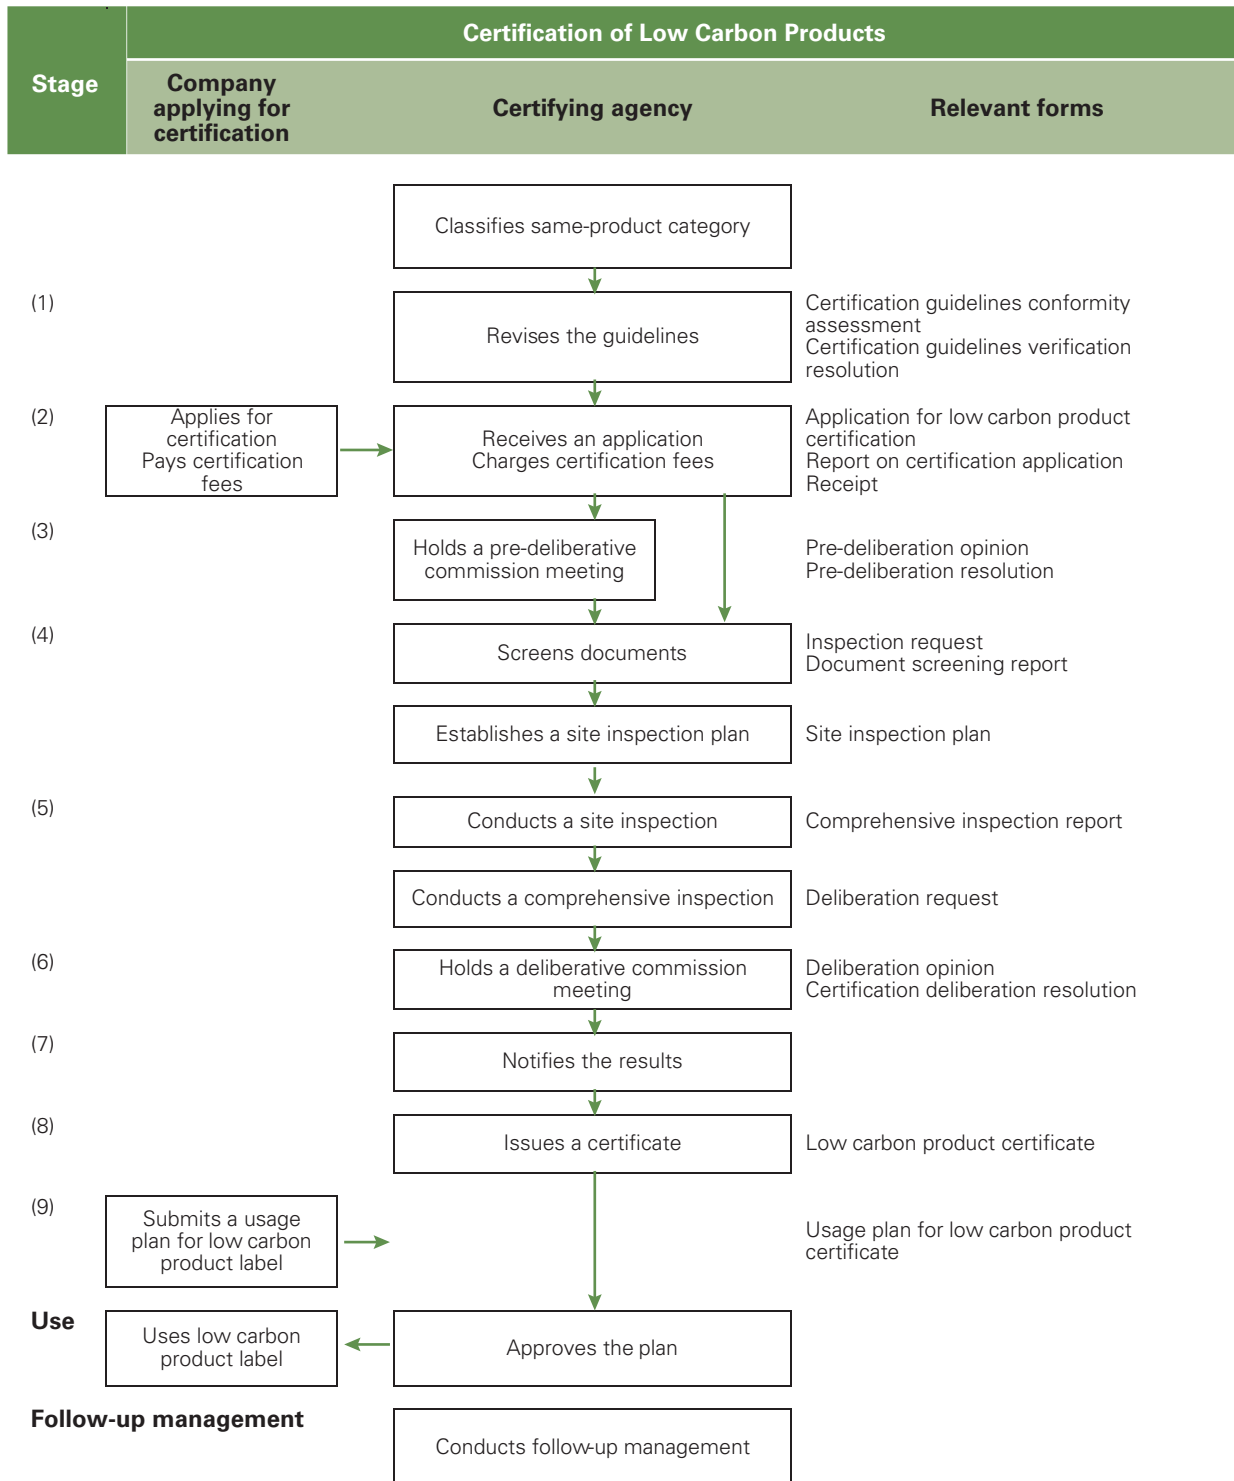 Certification of Low Carbon Products
Stage
Company
applying for
certification
Certifying agency
Relevant forms
Classifies same-product category
(1)
Revises the guidelines
Certification guidelines conformity
assessment
Certification guidelines verification
resolution
(2)
Applies for
certification
Pays certification
fees
Receives an application
Charges certification fees
Application for low carbon product
certification
Report on certification application
Receipt
(3)
Holds a pre-deliberative
commission meeting
Pre-deliberation opinion
Pre-deliberation resolution
(4)
Screens documents
Inspection request
Document screening report
Establishes a site inspection plan
Site inspection plan
(5)
Conducts a site inspection
Comprehensive inspection report
Conducts a comprehensive inspection
Deliberation request
(6)
Holds a deliberative commission
meeting
Deliberation opinion
Certification deliberation resolution
(7)
Notifies the results
(8)
Issues a certificate
Low carbon product certificate
(9)
Submits a usage
plan for low carbon
product label
Usage plan for low carbon product
certificate
Use
Uses low carbon
product label
Approves the plan
Follow-up management
Conducts follow-up management